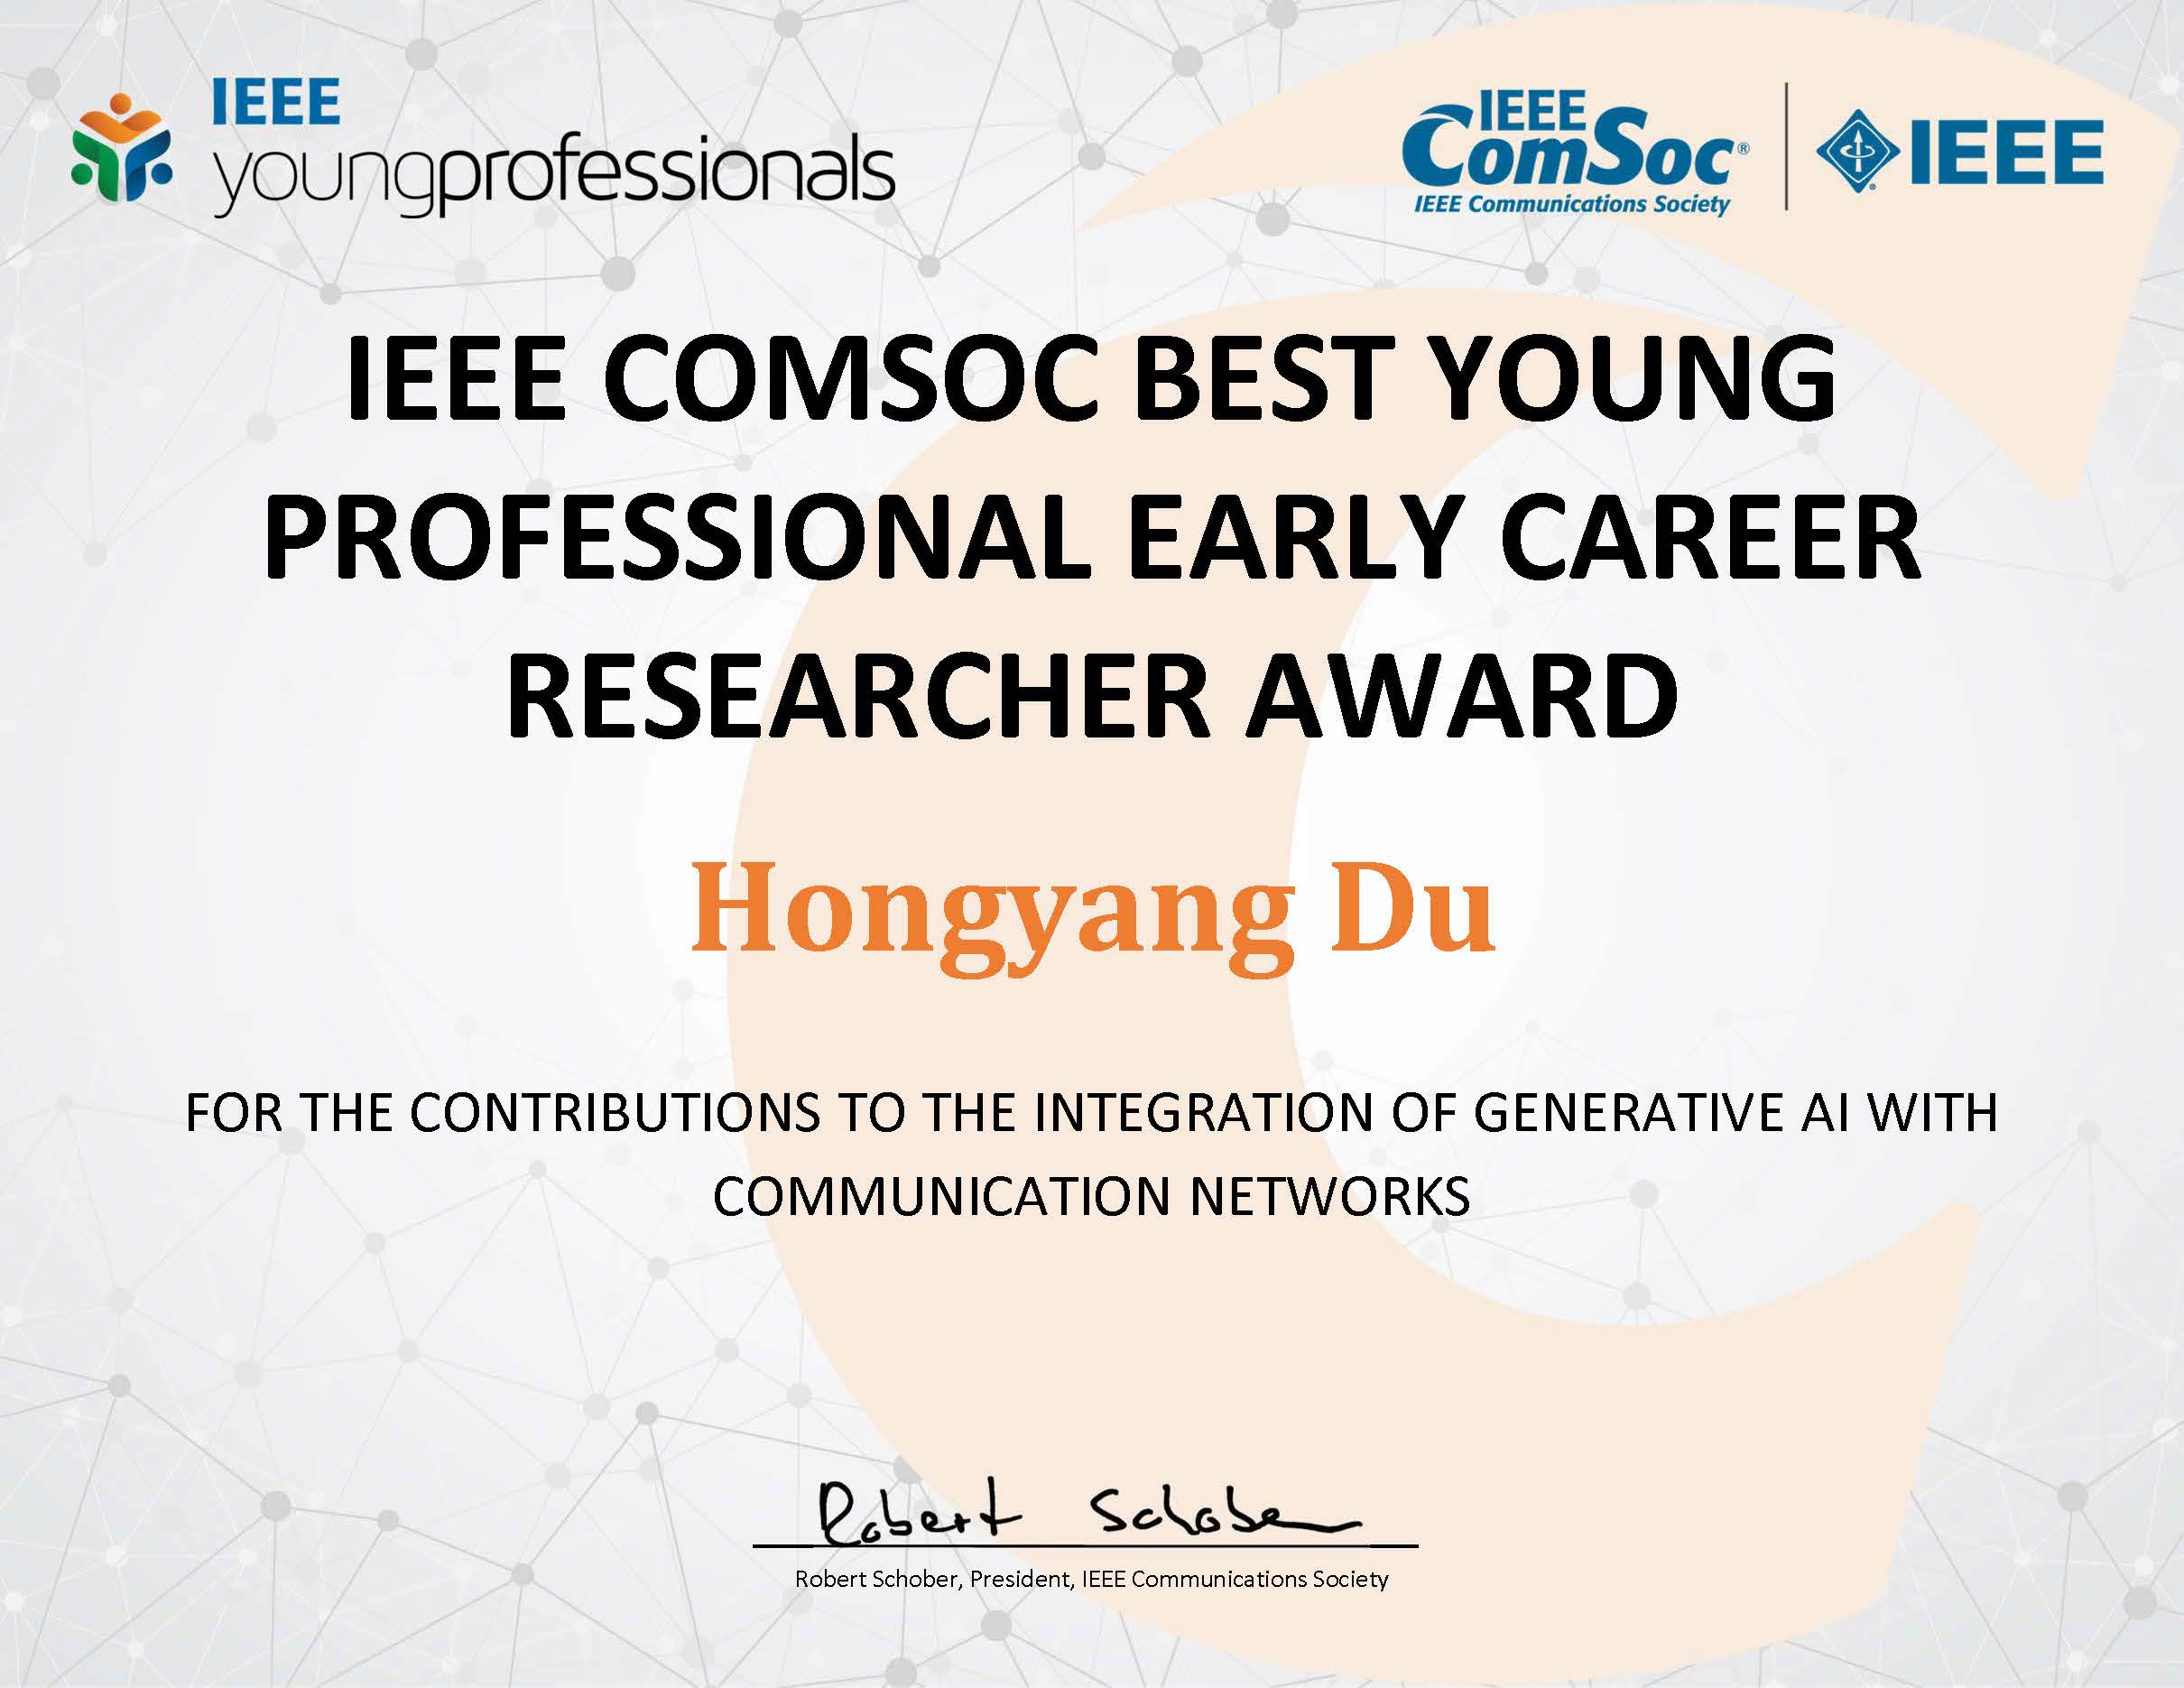 IEEE
youngprofessionals
IEEE
ComSoc®
IEEE Communications Society
IEEE
IEEE COMSOC BEST YOUNG
PROFESSIONAL EARLY CAREER
RESEARCHER AWARD
Hongyang Du
FOR THE CONTRIBUTIONS TO THE INTEGRATION OF GENERATIVE AI WITH
COMMUNICATION NETWORKS
Robert Schober
Robert Schober, President, IEEE Communications Society